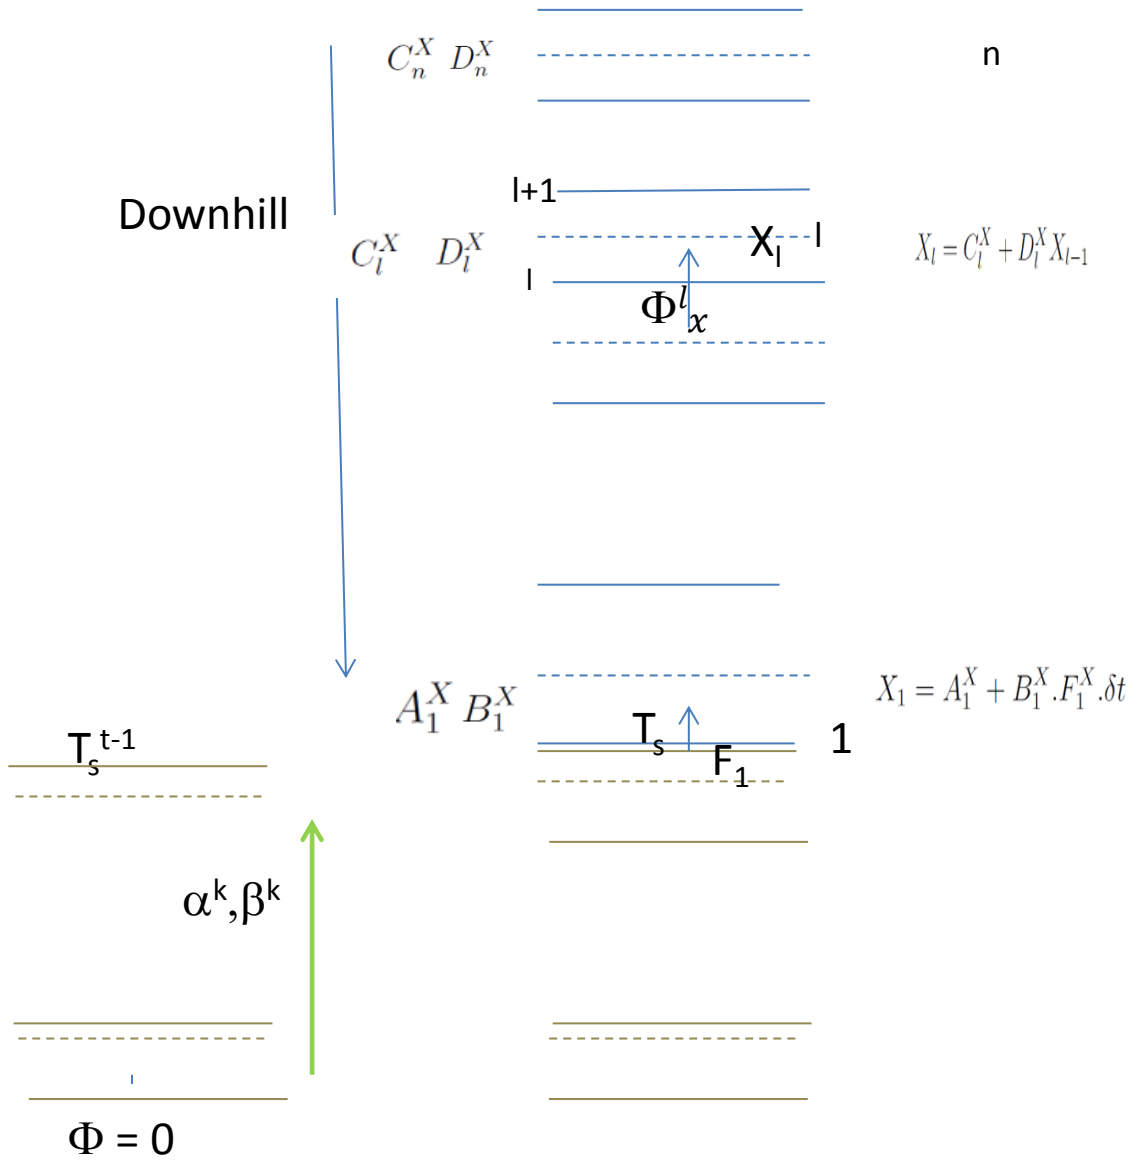 C_n^X D_n^X
n
l+1
Downhill
X_l
l
C_l^X D_l^X
X_l = C_l^X + D_l^X X_{l-1}
l
Φ^l_x
A_1^X B_1^X
X_1 = A_1^X + B_1^X.F_1^X.δt
T_s^{t-1}
T_s
F_1
1
α^k,β^k
Φ = 0